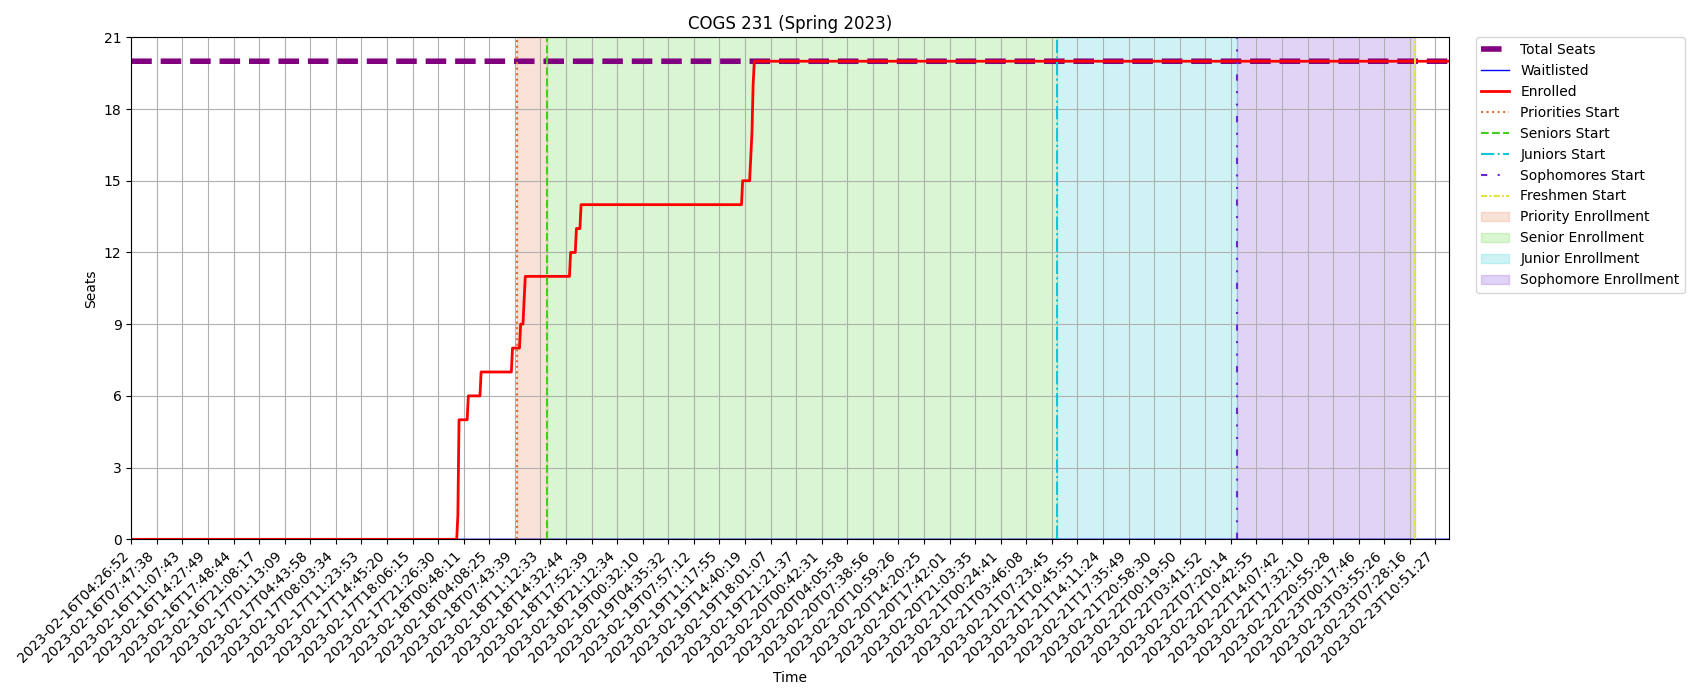 COGS 231 (Spring 2023)
21
18
15
12
9
6
3
0
Seats
2023-02-16T04:26:52
2023-02-16T07:47:38
2023-02-16T11:07:43
2023-02-16T14:27:49
2023-02-16T17:48:44
2023-02-16T21:08:17
2023-02-17T01:13:09
2023-02-17T04:43:58
2023-02-17T08:03:34
2023-02-17T11:23:53
2023-02-17T14:45:20
2023-02-17T18:06:15
2023-02-17T21:26:30
2023-02-18T00:48:11
2023-02-18T04:08:25
2023-02-18T07:43:39
2023-02-18T11:12:33
2023-02-18T14:32:44
2023-02-18T17:52:39
2023-02-18T21:12:34
2023-02-19T00:32:10
2023-02-19T04:35:32
2023-02-19T07:57:12
2023-02-19T11:17:55
2023-02-19T14:40:19
2023-02-19T18:01:07
2023-02-19T21:21:37
2023-02-20T00:42:31
2023-02-20T04:05:58
2023-02-20T07:38:56
2023-02-20T10:59:26
2023-02-20T14:20:25
2023-02-20T17:42:01
2023-02-20T21:03:35
2023-02-21T00:24:41
2023-02-21T03:46:08
2023-02-21T07:23:45
2023-02-21T10:45:55
2023-02-21T14:11:24
2023-02-21T17:35:49
2023-02-21T20:58:30
2023-02-22T00:19:50
2023-02-22T03:41:52
2023-02-22T07:20:14
2023-02-22T10:42:55
2023-02-22T14:07:42
2023-02-22T17:32:10
2023-02-22T20:55:28
2023-02-23T00:17:46
2023-02-23T03:55:26
2023-02-23T07:28:16
2023-02-23T10:51:27
Time
Total Seats
Waitlisted
Enrolled
Priorities Start
Seniors Start
Juniors Start
Sophomores Start
Freshmen Start
Priority Enrollment
Senior Enrollment
Junior Enrollment
Sophomore Enrollment